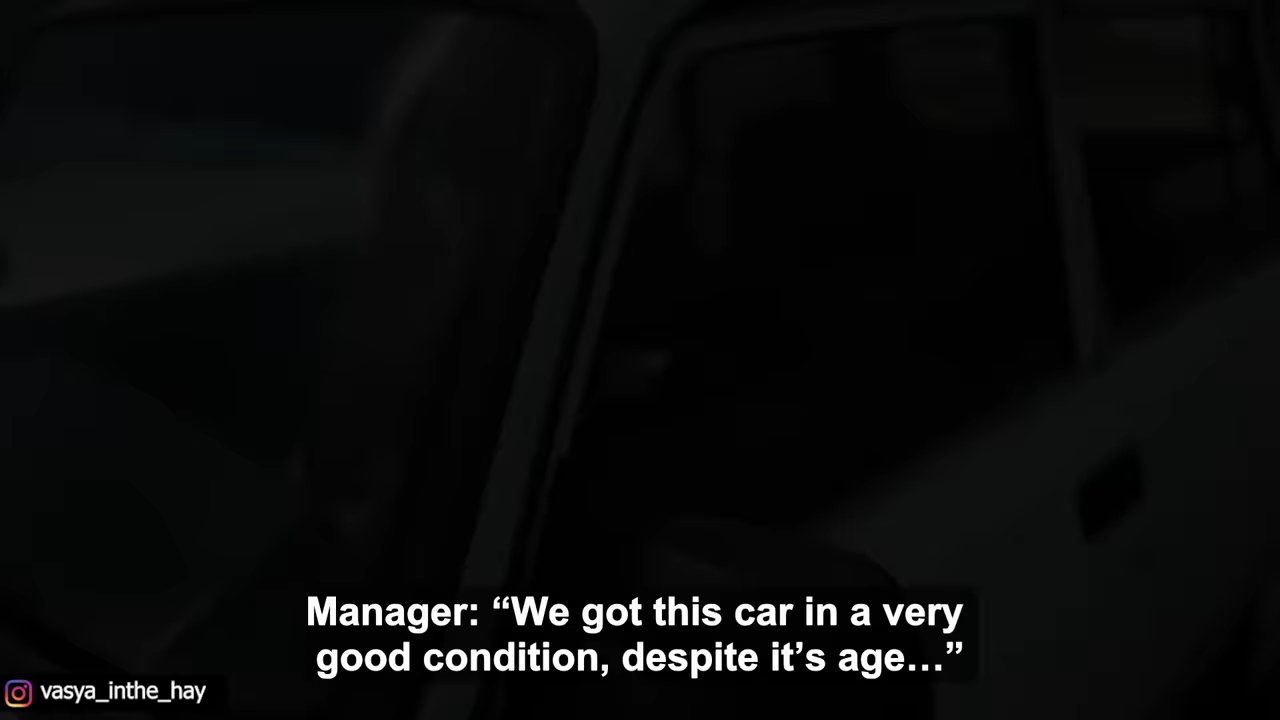 Manager: “We got this car in a very
good condition, despite it’s age…”
vasya_inthe_hay